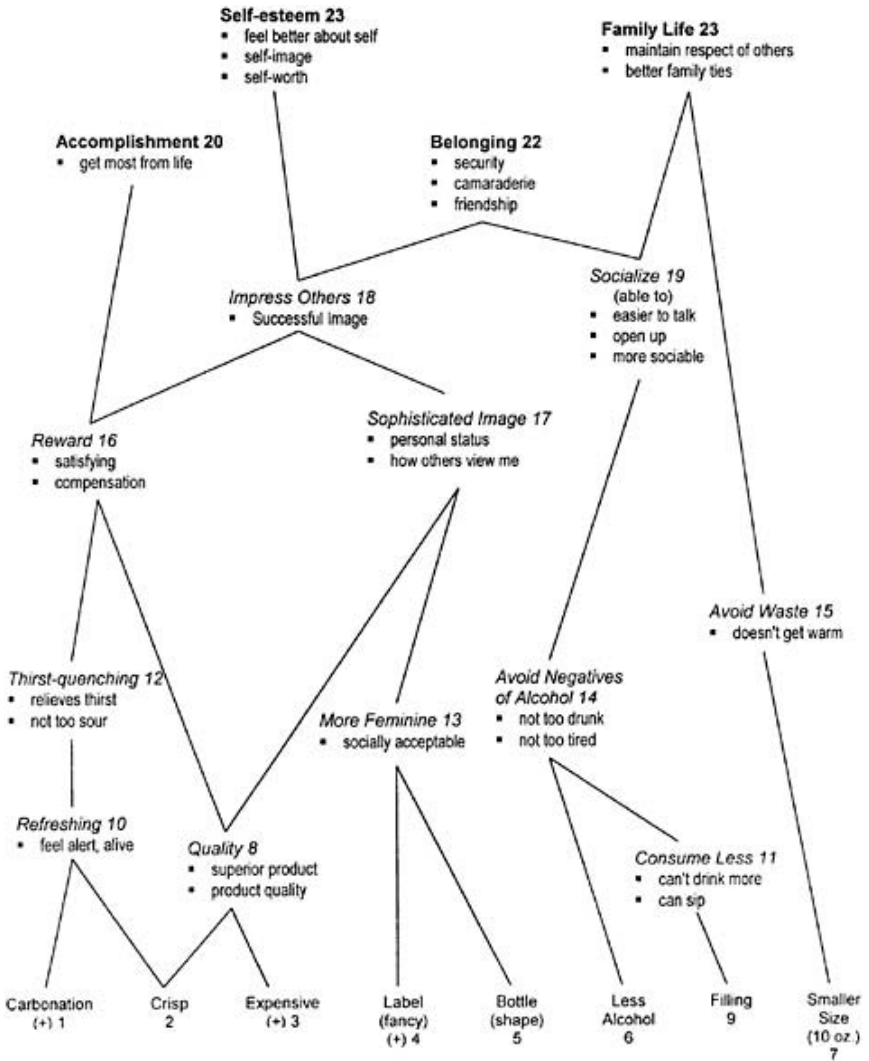 Self-esteem 23
▪ feel better about self
▪ self-image
▪ self-worth
Family Life 23
▪ maintain respect of others
▪ better family ties
Accomplishment 20
▪ get most from life
Belonging 22
▪ security
▪ camaraderie
▪ friendship
Impress Others 18
▪ Successful Image
Socialize 19
(able to)
▪ easier to talk
▪ open up
▪ more sociable
Reward 16
▪ satisfying
▪ compensation
Sophisticated Image 17
▪ personal status
▪ how others view me
Avoid Waste 15
▪ doesn't get warm
Thirst-quenching 12
▪ relieves thirst
▪ not too sour
More Feminine 13
▪ socially acceptable
Avoid Negatives
of Alcohol 14
▪ not too drunk
▪ not too tired
Refreshing 10
▪ feel alert, alive
Quality 8
▪ superior product
▪ product quality
Consume Less 11
▪ can't drink more
▪ can sip
Carbonation
(+) 1
Crisp
2
Expensive
(+) 3
Label
(fancy)
(+) 4
Bottle
(shape)
5
Less
Alcohol
6
Filling
9
Smaller
Size
(10 oz.)
7